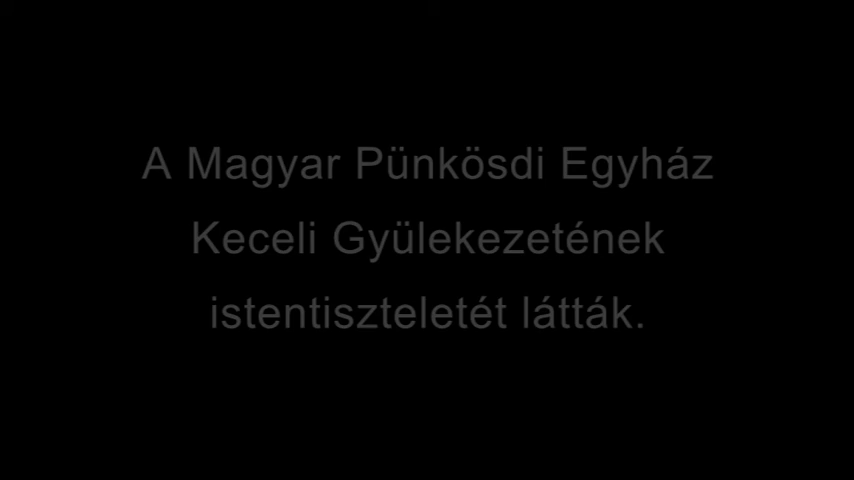 A Magyar Pünkösdi Egyház
Keceli Gyülekezetének
istentiszteletét látták.